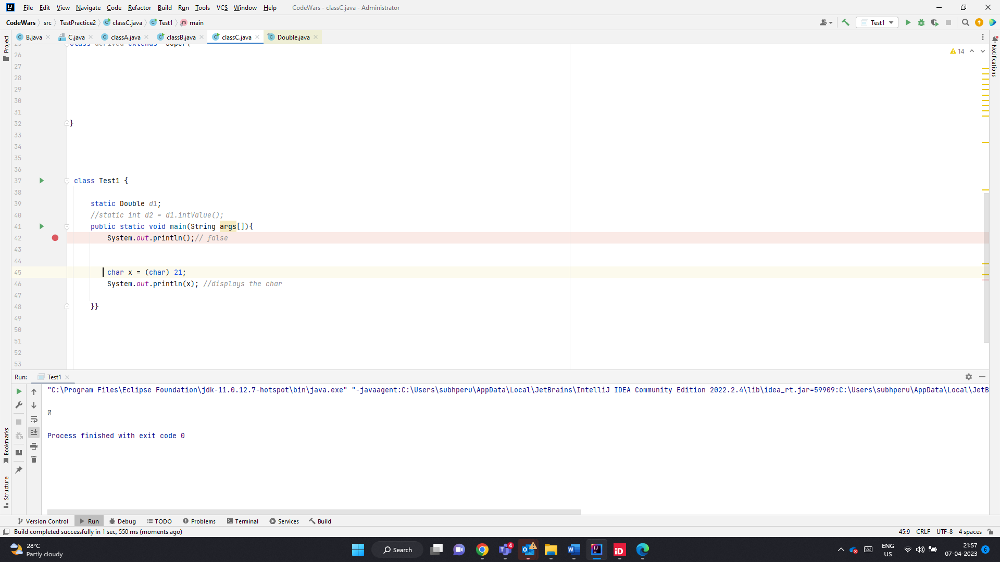 File Edit View Navigate Code Refactor Build Run Tools VCS Window Help CodeWars - classC.java - Administrator
CodeWars src TestPractice2 classC.java Test1 main Test1
B.java C.java classA.java classB.java classC.java Double.java
Project
Notifications
14
class derived extends Super{
26
27
28
29
30
31
32 }
33
34
35
36
37 class Test1 {
38
39 static Double d1;
40 //static int d2 = d1.intValue();
41 public static void main(String args[]){
42 System.out.println();// false
43
44
45 char x = (char) 21;
46 System.out.println(x); //displays the char
47
48 }}
49
50
51
52
53
Run: Test1
"C:\Program Files\Eclipse Foundation\jdk-11.0.12.7-hotspot\bin\java.exe" "-javaagent:C:\Users\subhperu\AppData\Local\JetBrains\IntelliJ IDEA Community Edition 2022.2.4\lib\idea_rt.jar=59909:C:\Users\subhperu\AppData\Local\JetB
Process finished with exit code 0
Bookmarks
Structure
Version Control Run Debug TODO Problems Terminal Services Build
Build completed successfully in 1 sec, 550 ms (moments ago) 45:9 CRLF UTF-8 4 spaces
28°C
Partly cloudy
Search
4
ENG
US
21:57
07-04-2023
6